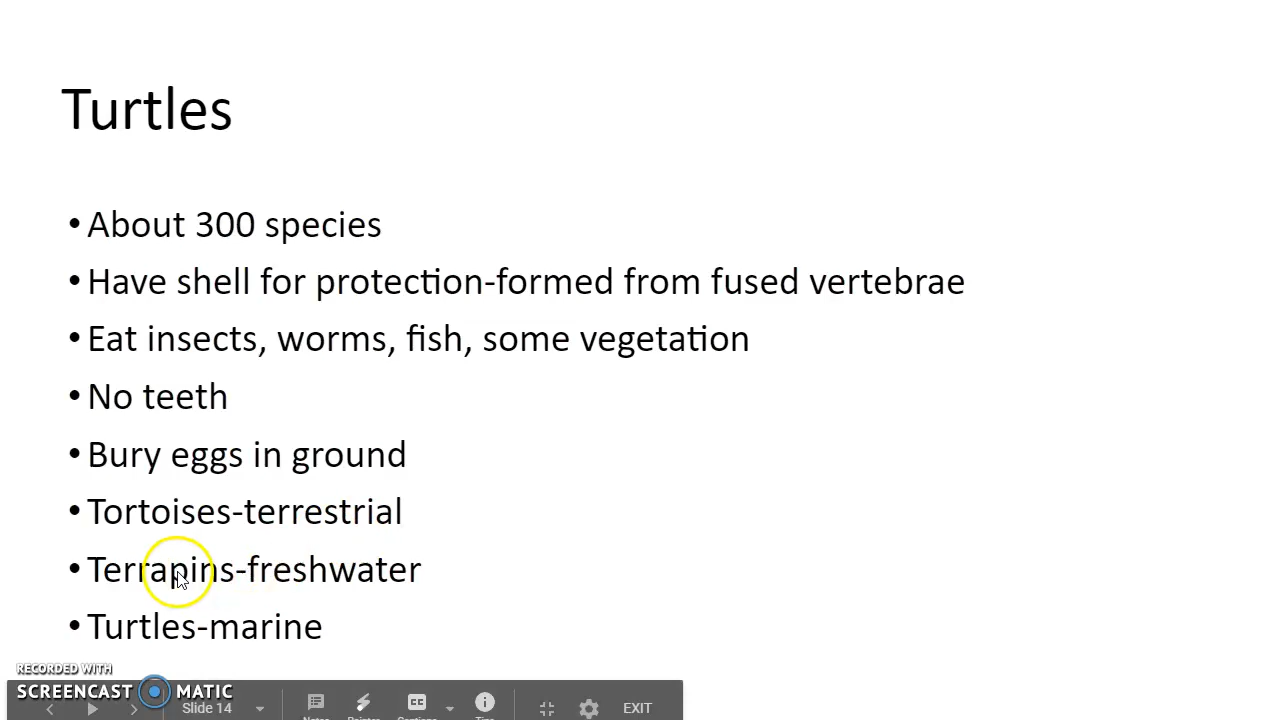 Turtles
•About 300 species
•Have shell for protection-formed from fused vertebrae
•Eat insects, worms, fish, some vegetation
•No teeth
•Bury eggs in ground
•Tortoises-terrestrial
•Terrapins-freshwater
•Turtles-marine
RECORDED WITH
SCREENCAST MATIC
Slide 14 CC EXIT